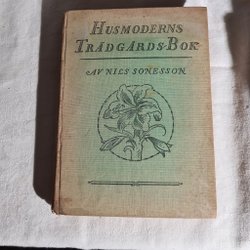 HUSMODERNS
TRÄDGÅRDS-BOK
AV NILS SONESSON